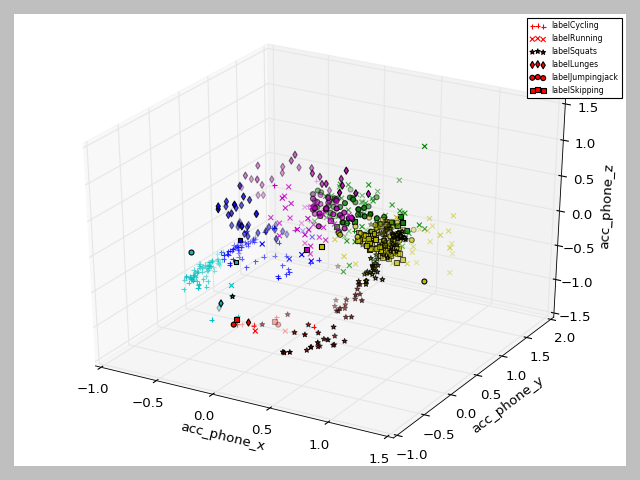 labelCycling
labelRunning
labelSquats
labelLunges
labelJumpingjack
labelSkipping
1.5
1.0
0.5
0.0
−0.5
−1.0
−1.5
acc_phone_z
2.0
1.5
1.0
0.5
0.0
−0.5
−1.0
acc_phone_y
−1.0
−0.5
0.0
0.5
1.0
1.5
acc_phone_x